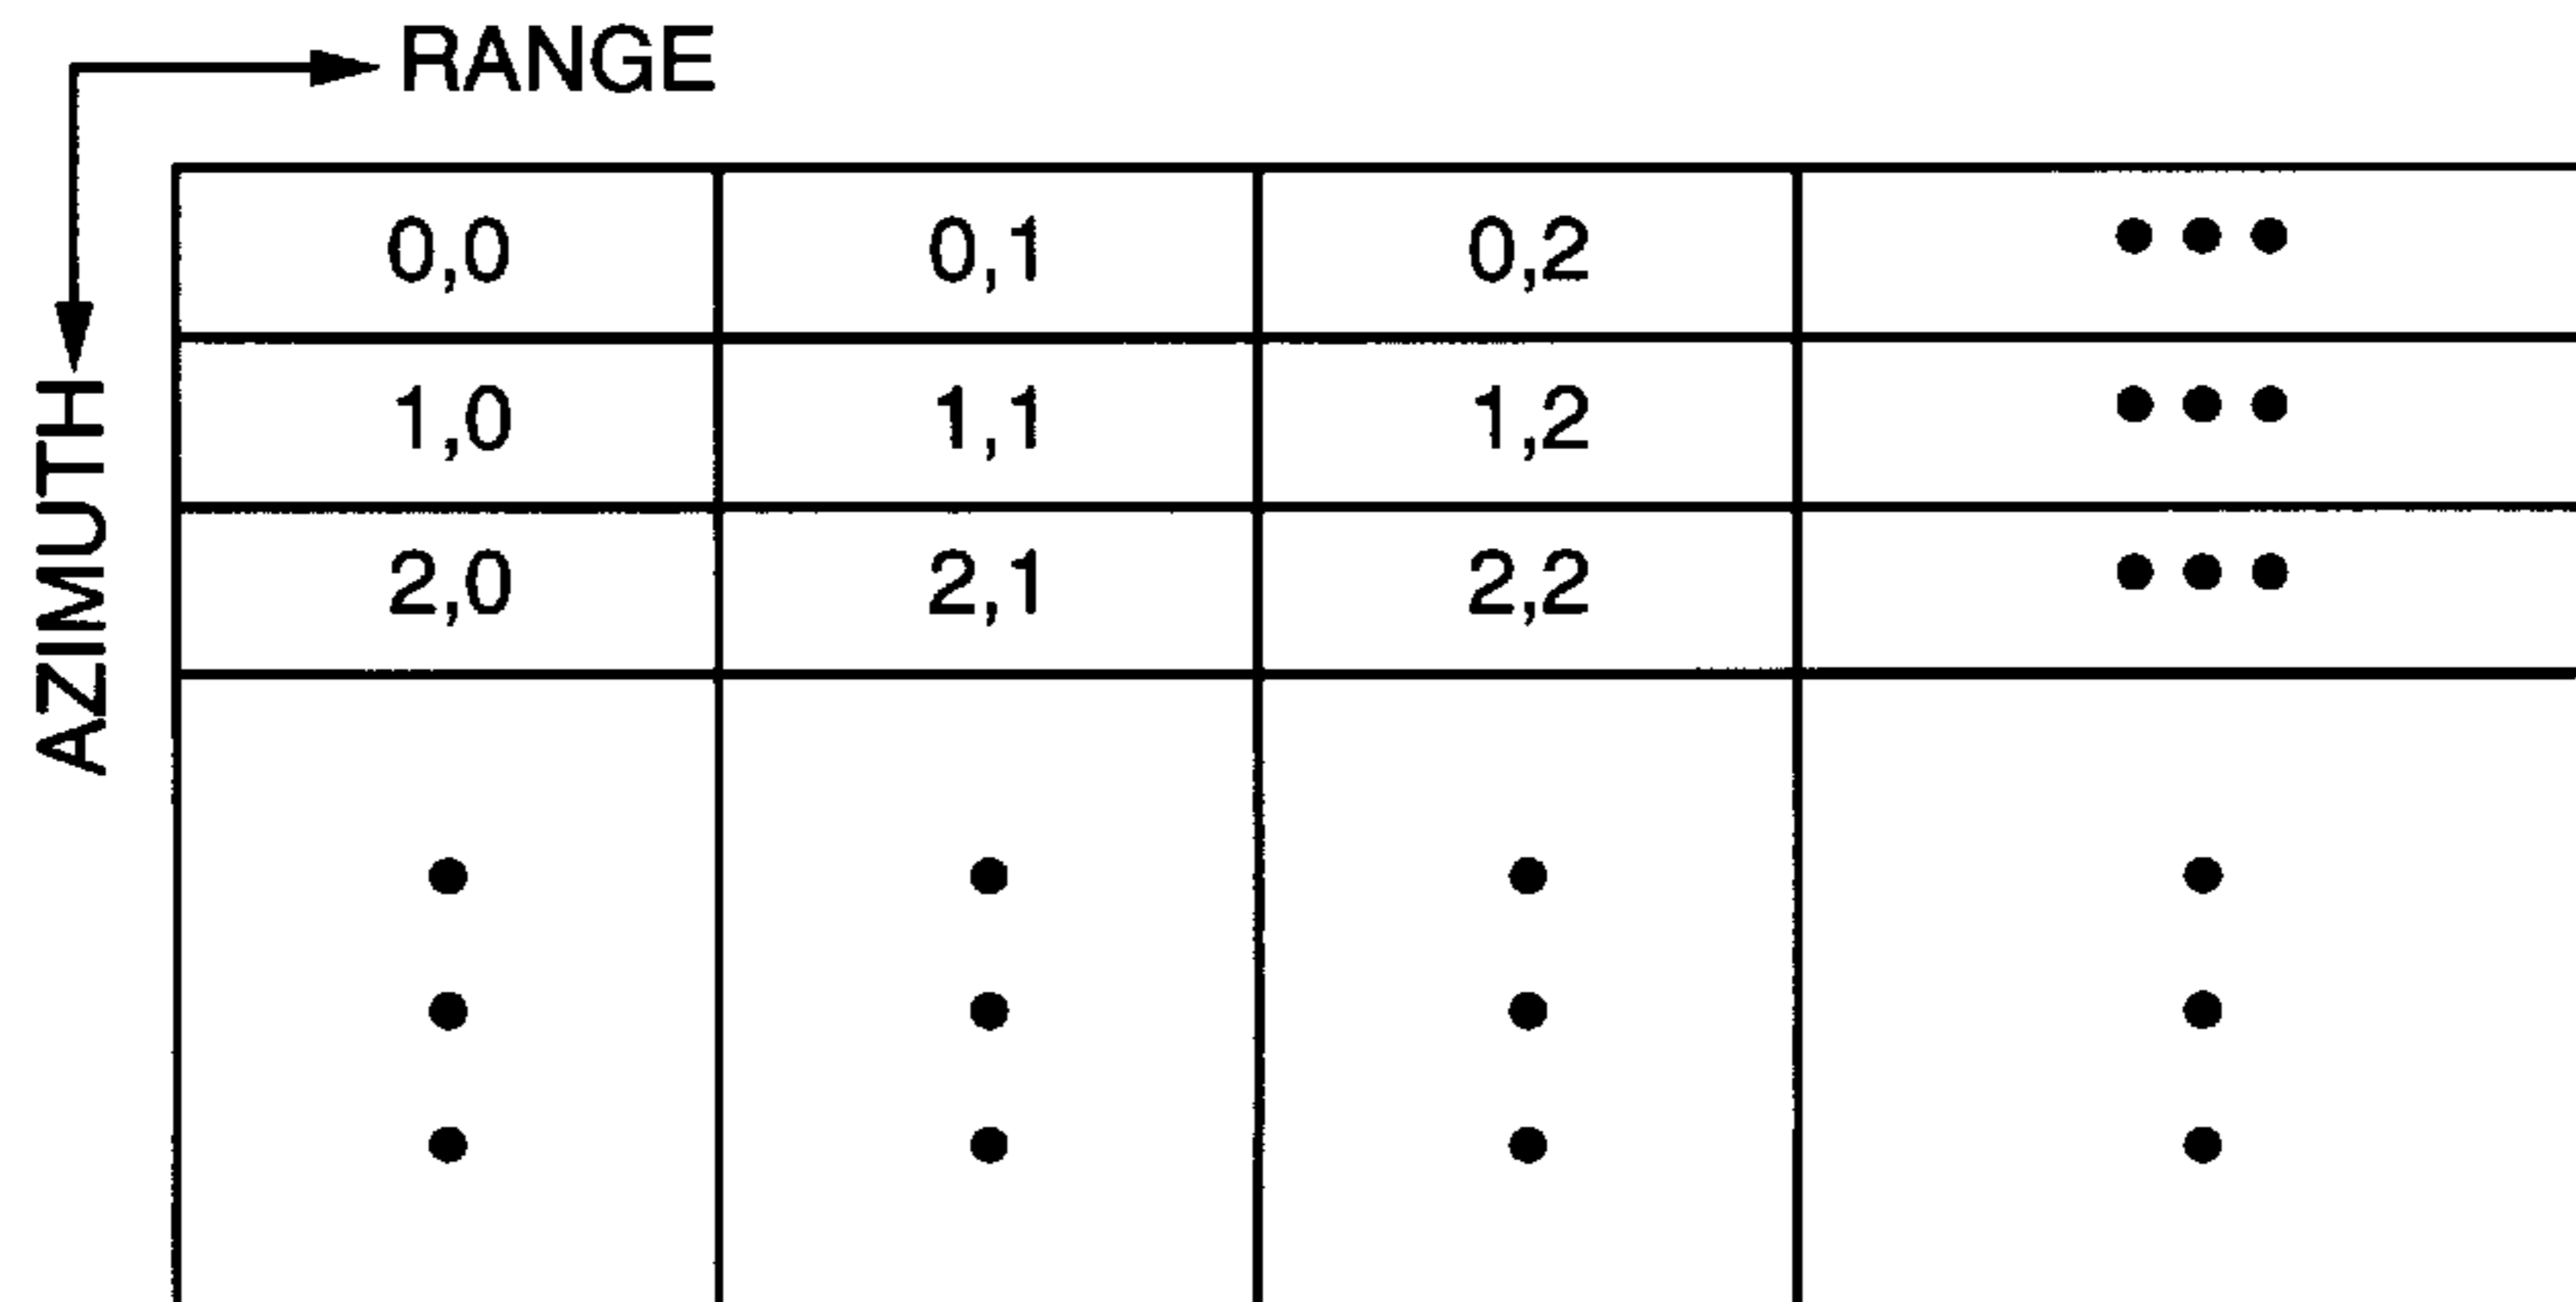 RANGE
AZIMUTH
0,0 0,1 0,2 •••
1,0 1,1 1,2 •••
2,0 2,1 2,2 •••
• • • •
• • • •
• • • •